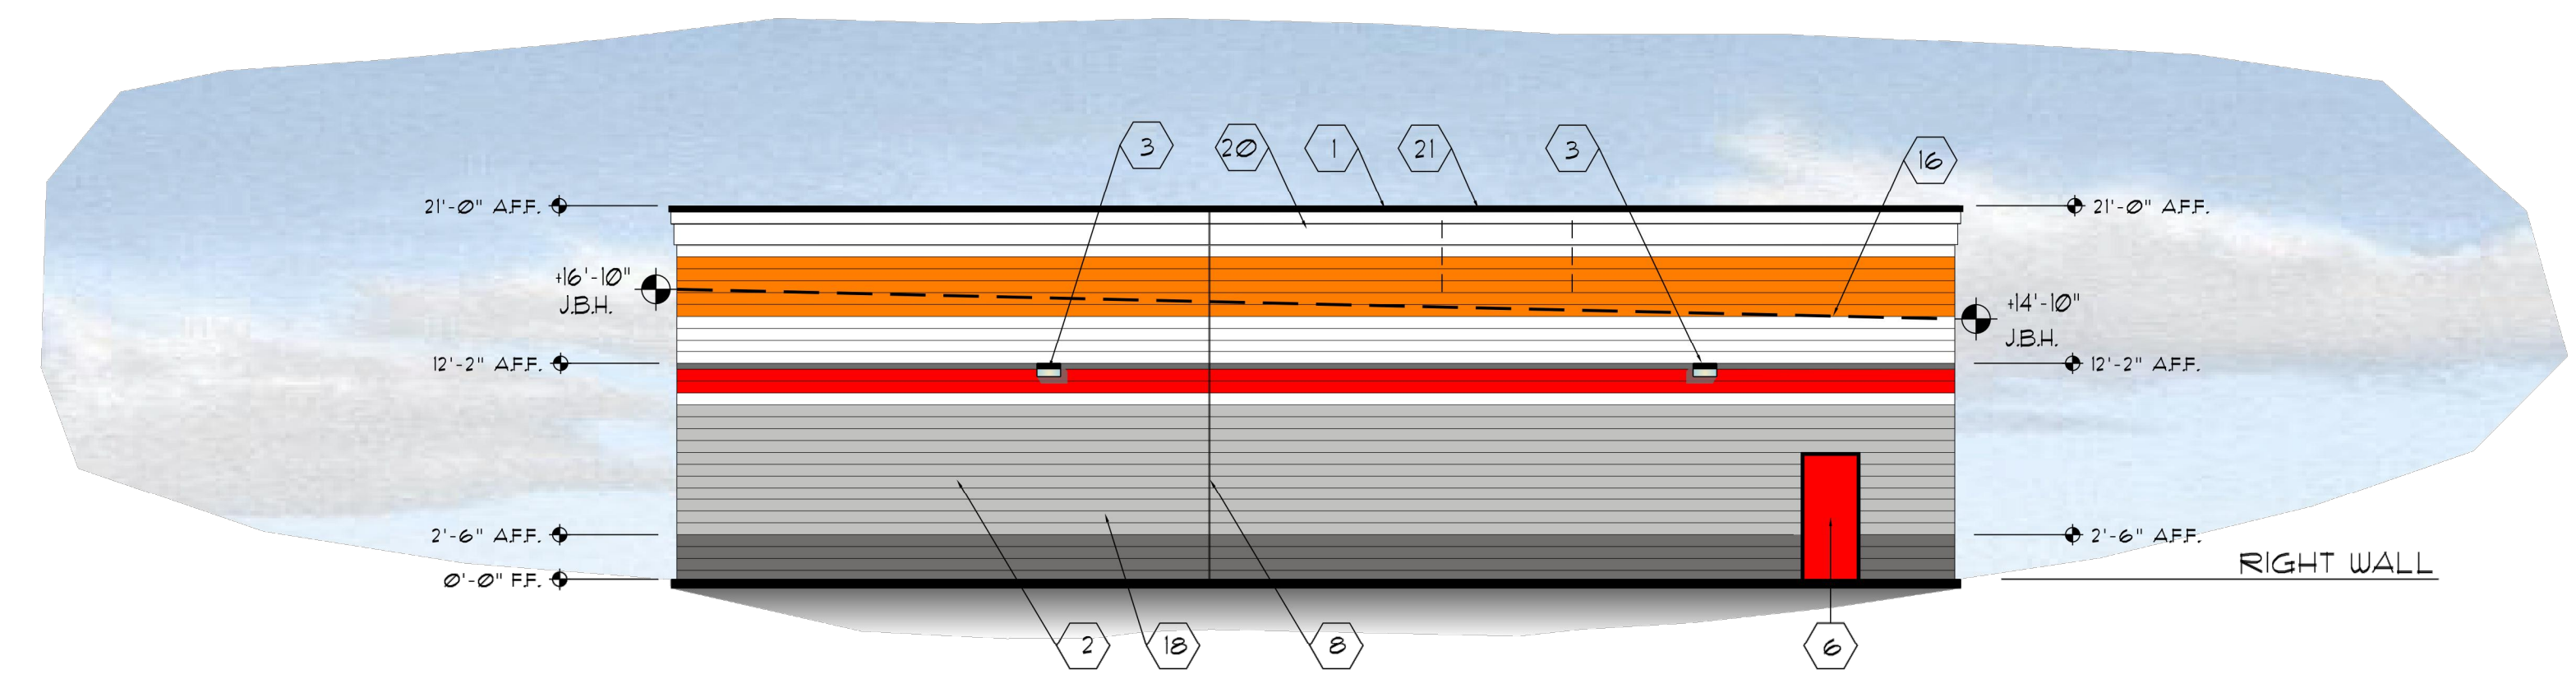 3
20
1
21
3
16
21'-0" A.F.F.
21'-0" A.F.F.
+16'-10"
J.B.H.
+14'-10"
J.B.H.
12'-2" A.F.F.
12'-2" A.F.F.
2'-6" A.F.F.
2'-6" A.F.F.
0'-0" F.F.
RIGHT WALL
2
18
8
6